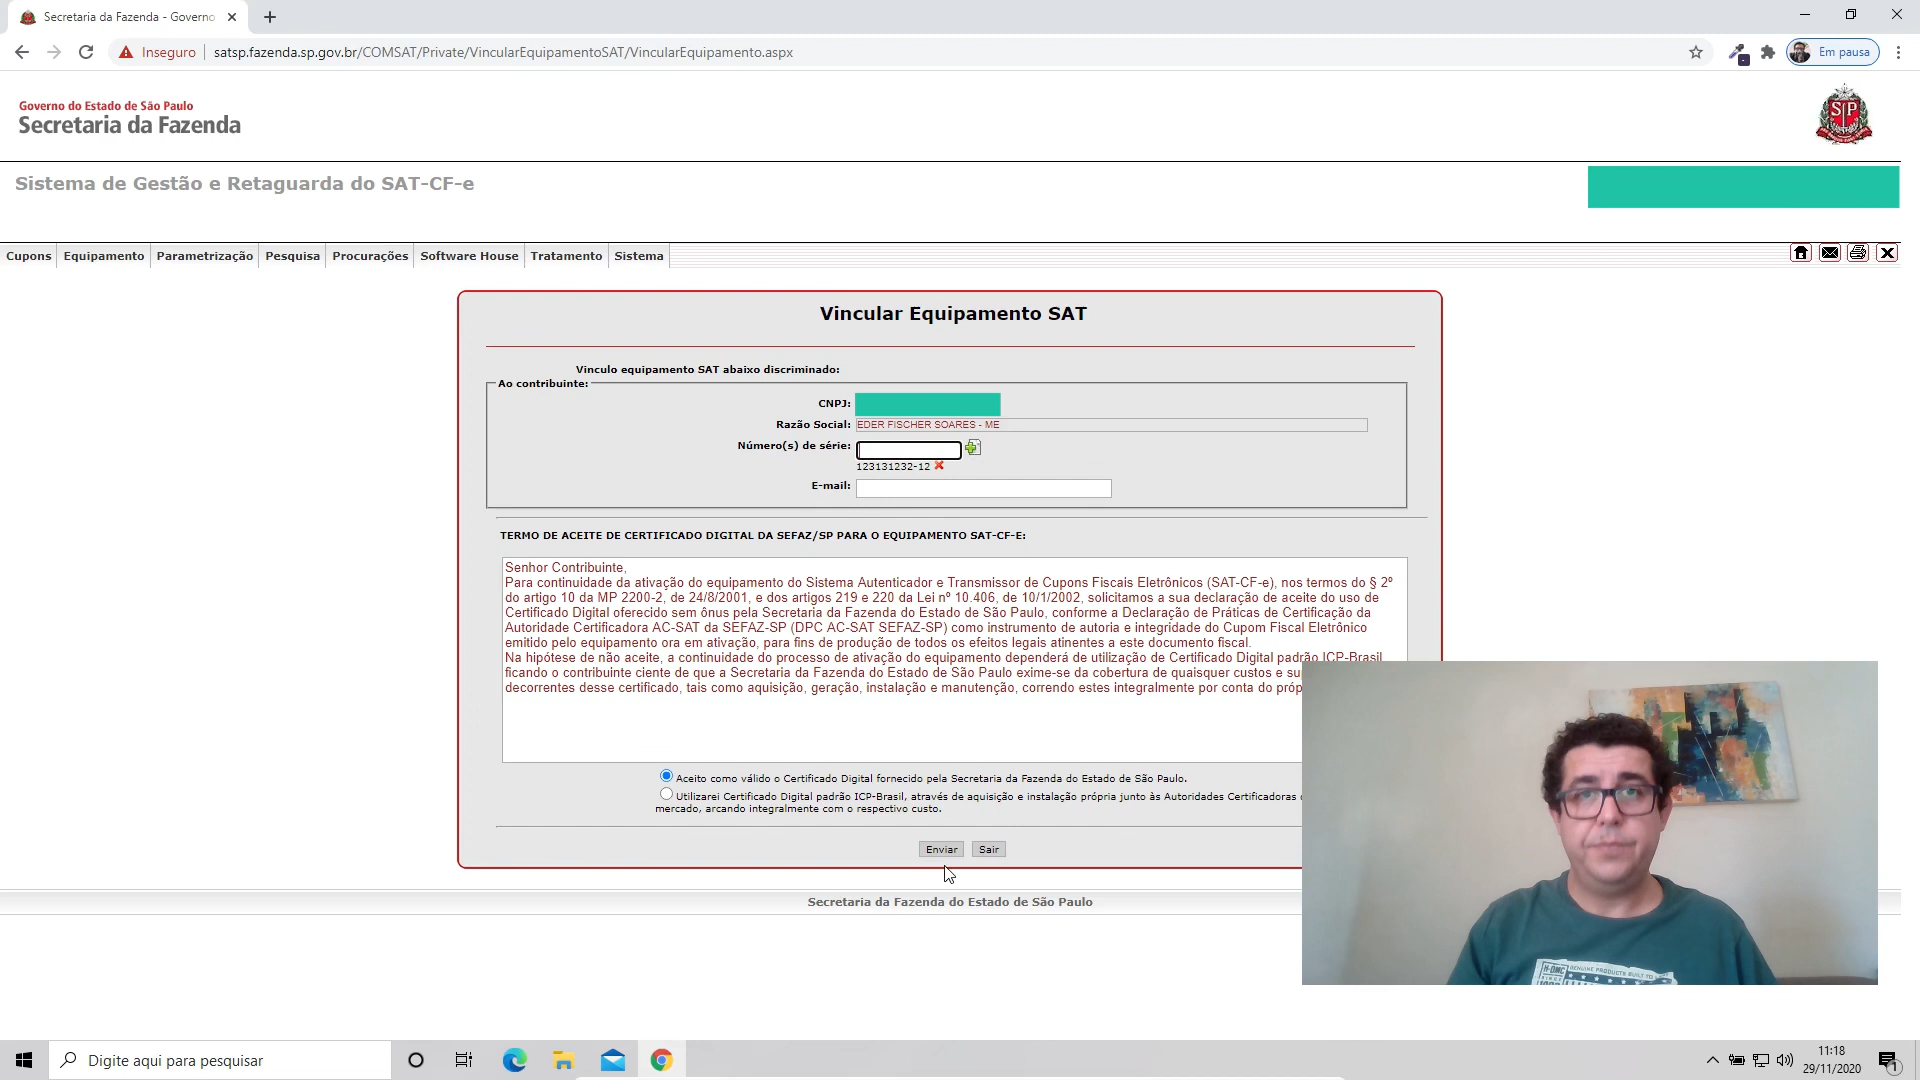 Secretaria da Fazenda - Governo
Inseguro
satsp.fazenda.sp.gov.br/COMSAT/Private/VincularEquipamentoSAT/VincularEquipamento.aspx
Em pausa
Governo do Estado de São Paulo
Secretaria da Fazenda
SP
Sistema de Gestão e Retaguarda do SAT-CF-e
Cupons Equipamento Parametrização Pesquisa Procurações Software House Tratamento Sistema
Vincular Equipamento SAT
Vinculo equipamento SAT abaixo discriminado:
Ao contribuinte:
CNPJ:
Razão Social: EDER FISCHER SOARES - ME
Número(s) de série:
123131232-12
E-mail:
TERMO DE ACEITE DE CERTIFICADO DIGITAL DA SEFAZ/SP PARA O EQUIPAMENTO SAT-CF-E:
Senhor Contribuinte,
Para continuidade da ativação do equipamento do Sistema Autenticador e Transmissor de Cupons Fiscais Eletrônicos (SAT-CF-e), nos termos do § 2º
do artigo 10 da MP 2200-2, de 24/8/2001, e dos artigos 219 e 220 da Lei nº 10.406, de 10/1/2002, solicitamos a sua declaração de aceite do uso de
Certificado Digital oferecido sem ônus pela Secretaria da Fazenda do Estado de São Paulo, conforme a Declaração de Práticas de Certificação da
Autoridade Certificadora AC-SAT da SEFAZ-SP (DPC AC-SAT SEFAZ-SP) como instrumento de autoria e integridade do Cupom Fiscal Eletrônico
emitido pelo equipamento ora em ativação, para fins de produção de todos os efeitos legais atinentes a este documento fiscal.
Na hipótese de não aceite, a continuidade do processo de ativação do equipamento dependerá de utilização de Certificado Digital padrão ICP-Brasil
ficando o contribuinte ciente de que a Secretaria da Fazenda do Estado de São Paulo exime-se da cobertura de quaisquer custos e su
decorrentes desse certificado, tais como aquisição, geração, instalação e manutenção, correndo estes integralmente por conta do próp
Aceito como válido o Certificado Digital fornecido pela Secretaria da Fazenda do Estado de São Paulo.
Utilizarei Certificado Digital padrão ICP-Brasil, através de aquisição e instalação própria junto às Autoridades Certificadoras
mercado, arcando integralmente com o respectivo custo.
Enviar Sair
Secretaria da Fazenda do Estado de São Paulo
GENUINE PRODUCTS BUILT TO
Digite aqui para pesquisar
11:18
29/11/2020
1